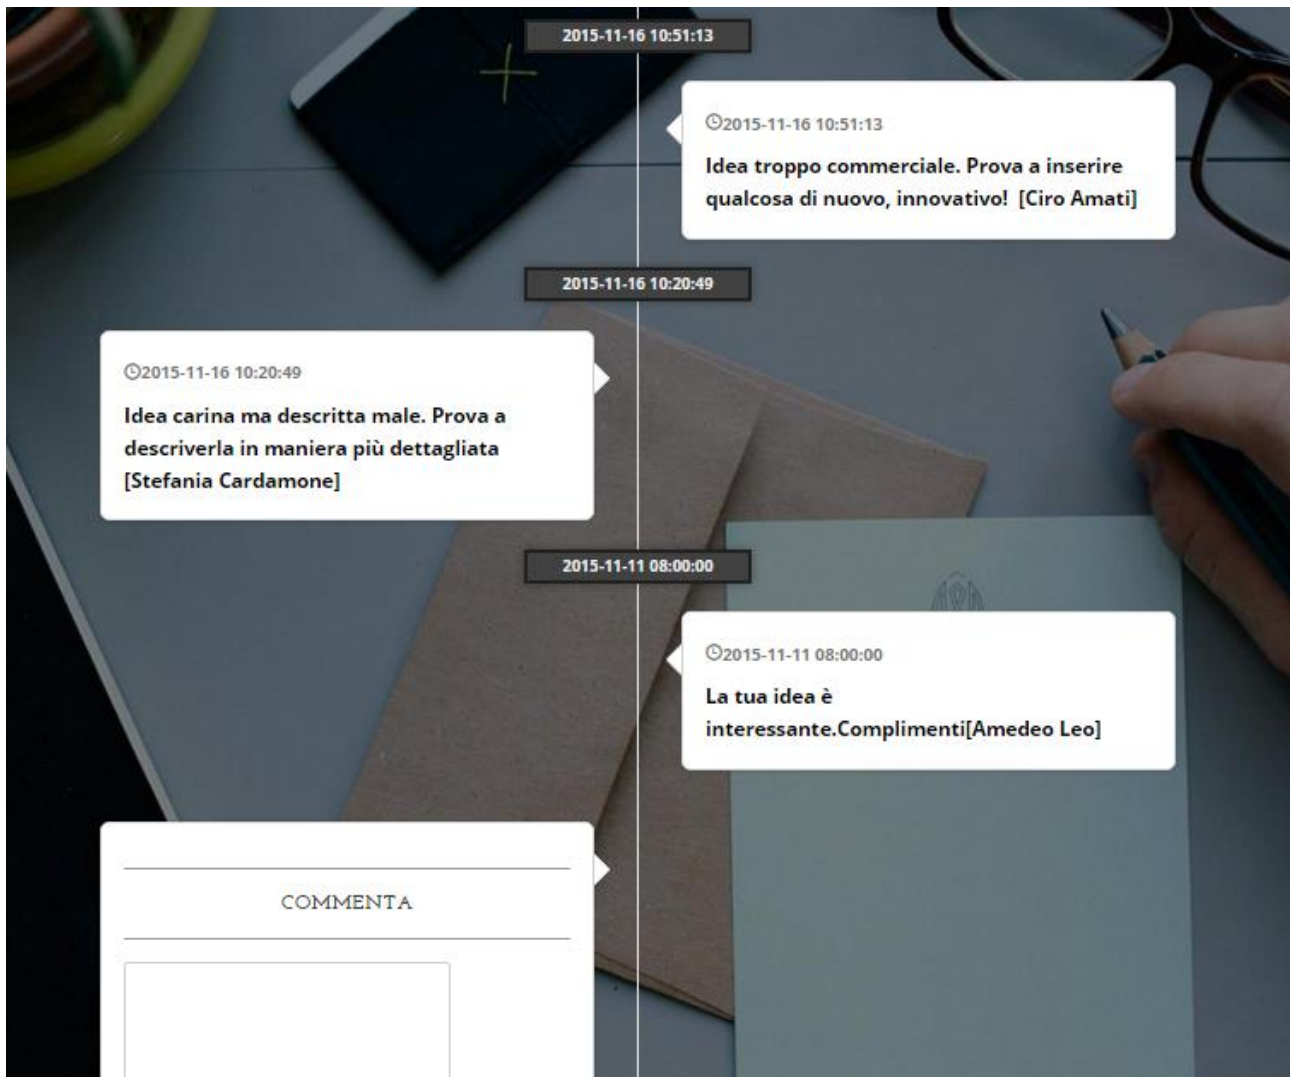 2015-11-16 10:51:13
2015-11-16 10:51:13
Idea troppo commerciale. Prova a inserire
qualcosa di nuovo, innovativo!  [Ciro Amati]
2015-11-16 10:20:49
2015-11-16 10:20:49
Idea carina ma descritta male. Prova a
descriverla in maniera più dettagliata
[Stefania Cardamone]
2015-11-11 08:00:00
2015-11-11 08:00:00
La tua idea è
interessante.Complimenti[Amedeo Leo]
COMMENTA